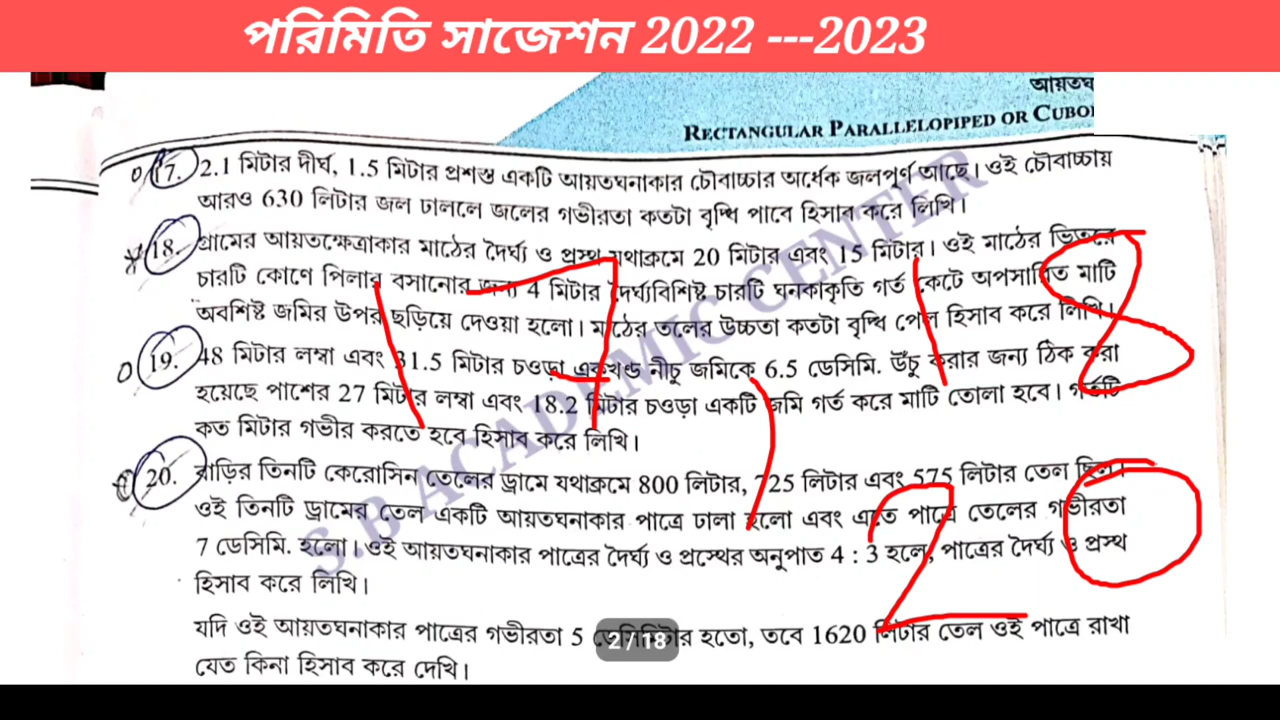 পরিমিতি সাজেশন 2022 ---2023
আয়তঘ
RECTANGULAR PARALLELOPIPED OR CUBOI
17. 2.1 মিটার দীর্ঘ, 1.5 মিটার প্রশস্ত একটি আয়তঘনাকার চৌবাচ্চার অর্ধেক জলপূর্ণ আছে। ওই চৌবাচ্চায়
আরও 630 লিটার জল ঢাললে জলের গভীরতা কতটা বৃদ্ধি পাবে হিসাব করে লিখি।
18. গ্রামের আয়তক্ষেত্রাকার মাঠের দৈর্ঘ্য ও প্রস্থ যথাক্রমে 20 মিটার এবং 15 মিটার। ওই মাঠের ভিতরে
চারটি কোণে পিলার বসানোর জন্য 4 মিটার দৈর্ঘ্যবিশিষ্ট চারটি ঘনকাকৃতি গর্ত কেটে অপসারিত মাটি
অবশিষ্ট জমির উপর ছড়িয়ে দেওয়া হলো। মাঠের তলের উচ্চতা কতটা বৃদ্ধি পেল হিসাব করে লিখি।
19. 48 মিটার লম্বা এবং 31.5 মিটার চওড়া একখণ্ড নীচু জমিকে 6.5 ডেসিমি. উঁচু করার জন্য ঠিক করা
হয়েছে পাশের 27 মিটার লম্বা এবং 18.2 মিটার চওড়া একটি জমি গর্ত করে মাটি তোলা হবে। গর্তটি
কত মিটার গভীর করতে হবে হিসাব করে লিখি।
20. বাড়ির তিনটি কেরোসিন তেলের ড্রামে যথাক্রমে 800 লিটার, 725 লিটার এবং 575 লিটার তেল ছিল।
ওই তিনটি ড্রামের তেল একটি আয়তঘনাকার পাত্রে ঢালা হলো এবং এতে পাত্রে তেলের গভীরতা
7 ডেসিমি. হলো। ওই আয়তঘনাকার পাত্রের দৈর্ঘ্য ও প্রস্থের অনুপাত 4 : 3 হলে, পাত্রের দৈর্ঘ্য ও প্রস্থ
হিসাব করে লিখি।
যদি ওই আয়তঘনাকার পাত্রের গভীরতা 5 ডেসিমিটার হতো, তবে 1620 লিটার তেল ওই পাত্রে রাখা
যেত কিনা হিসাব করে দেখি।
17, 18
20
2 / 18
S.B ACADEMIC CENTER